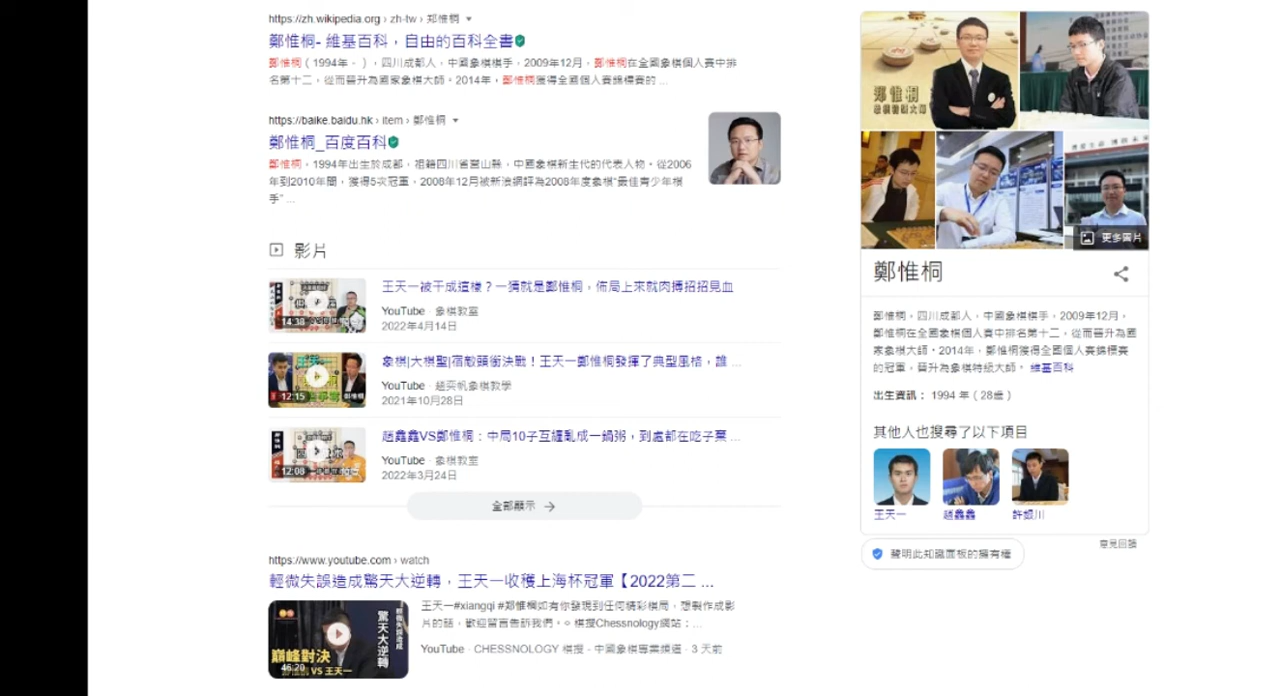 https://zh.wikipedia.org › zh-tw › 郑惟桐
鄭惟桐- 維基百科，自由的百科全書
鄭惟桐（1994年－），四川成都人，中國象棋棋手，2009年12月，鄭惟桐在全國象棋個人賽中排
名第十二，從而晉升為國家象棋大師。2014年，鄭惟桐獲得全國個人賽錦標賽的 ...
https://baike.baidu.hk › item › 鄭惟桐
鄭惟桐_百度百科
鄭惟桐，1994年出生於成都，祖籍四川省營山縣，中國象棋新生代的代表人物。從2006
年到2010年間，獲得5次冠軍，2008年12月被新浪網評為2008年度象棋"最佳青少年棋
手" ...
影片
14:38
王天一被干成這樣？一猜就是鄭惟桐，佈局上來就肉搏招招見血
YouTube · 象棋教室
2022年4月14日
12:15
象棋|大棋聖|宿敵頭銜決戰！王天一鄭惟桐發揮了典型風格，誰 ...
YouTube · 趙奕帆象棋教學
2021年10月28日
12:08
趙鑫鑫VS鄭惟桐：中局10子互纏亂成一鍋粥，到處都在吃子棄 ...
YouTube · 象棋教室
2022年3月24日
全部顯示
https://www.youtube.com › watch
輕微失誤造成驚天大逆轉，王天一收穫上海杯冠軍【2022第二 ...
輕微失誤造成
驚天大逆轉
巔峰對決
46:20
VS 王天一
王天一#xiangqi #鄭惟桐如有你發現到任何精彩棋局，想製作成影
片的話，歡迎留言告訴我們。棋搜Chessnology網站：...
YouTube · CHESSNOLOGY 棋搜 - 中國象棋專業頻道 · 3 天前
鄭惟桐
象棋特級大師
更多圖片
鄭惟桐
鄭惟桐，四川成都人，中國象棋棋手，2009年12月，
鄭惟桐在全國象棋個人賽中排名第十二，從而晉升為國
家象棋大師。2014年，鄭惟桐獲得全國個人賽錦標賽
的冠軍，晉升為象棋特級大師。 維基百科
出生資訊： 1994 年（28歲）
其他人也搜尋了以下項目
王天一
趙鑫鑫
許銀川
意見回饋
聲明此知識面板的擁有權